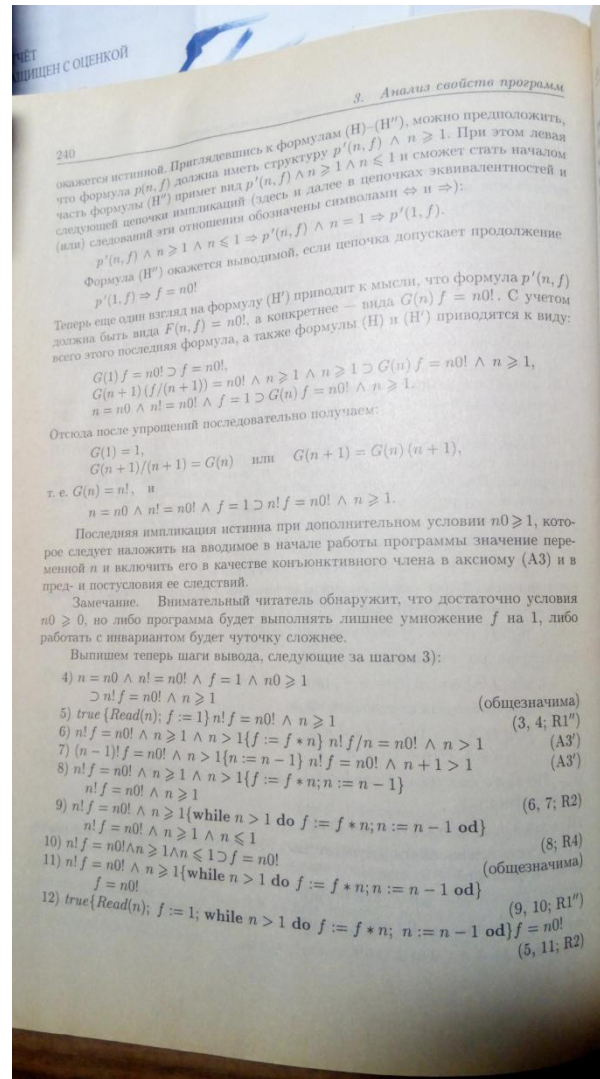 ЧЁТ
ЩИЩЕН С ОЦЕНКОЙ
3. Анализ свойств программ
240
окажется истинной. Приглядевшись к формулам (H)–(H″), можно предположить,
что формула p(n, f) должна иметь структуру p′(n, f) ∧ n ⩾ 1. При этом левая
часть формулы (H″) примет вид p′(n, f) ∧ n ⩾ 1 ∧ n ⩽ 1 и сможет стать началом
следующей цепочки импликаций (здесь и далее в цепочках эквивалентностей и
(или) следований эти отношения обозначены символами ⇔ и ⇒):
p′(n, f) ∧ n ⩾ 1 ∧ n ⩽ 1 ⇒ p′(n, f) ∧ n = 1 ⇒ p′(1, f).
Формула (H″) окажется выводимой, если цепочка допускает продолжение
p′(1, f) ⇒ f = n0!
Теперь еще один взгляд на формулу (H′) приводит к мысли, что формула p′(n, f)
должна быть вида F(n, f) = n0!, а конкретнее — вида G(n) f = n0!. С учетом
всего этого последняя формула, а также формулы (H) и (H′) приводятся к виду:
G(1) f = n0! ⊃ f = n0!,
G(n + 1) (f/(n + 1)) = n0! ∧ n ⩾ 1 ∧ n ⩾ 1 ⊃ G(n) f = n0! ∧ n ⩾ 1,
n = n0 ∧ n! = n0! ∧ f = 1 ⊃ G(n) f = n0! ∧ n ⩾ 1.
Отсюда после упрощений последовательно получаем:
G(1) = 1,
G(n + 1)/(n + 1) = G(n) или G(n + 1) = G(n) (n + 1),
т. е. G(n) = n!, и
n = n0 ∧ n! = n0! ∧ f = 1 ⊃ n! f = n0! ∧ n ⩾ 1.
Последняя импликация истинна при дополнительном условии n0 ⩾ 1, кото-
рое следует наложить на вводимое в начале работы программы значение пере-
менной n и включить его в качестве конъюнктивного члена в аксиому (A3) и в
пред- и постусловия ее следствий.
Замечание. Внимательный читатель обнаружит, что достаточно условия
n0 ⩾ 0, но либо программа будет выполнять лишнее умножение f на 1, либо
работать с инвариантом будет чуточку сложнее.
Выпишем теперь шаги вывода, следующие за шагом 3):
4) n = n0 ∧ n! = n0! ∧ f = 1 ∧ n0 ⩾ 1
⊃ n! f = n0! ∧ n ⩾ 1 (общезначима)
5) true {Read(n); f := 1} n! f = n0! ∧ n ⩾ 1 (3, 4; R1″)
6) n! f = n0! ∧ n ⩾ 1 ∧ n > 1{f := f * n} n! f/n = n0! ∧ n > 1 (A3′)
7) (n − 1)! f = n0! ∧ n > 1{n := n − 1} n! f = n0! ∧ n + 1 > 1 (A3′)
8) n! f = n0! ∧ n ⩾ 1 ∧ n > 1{f := f * n; n := n − 1}
n! f = n0! ∧ n ⩾ 1 (6, 7; R2)
9) n! f = n0! ∧ n ⩾ 1{while n > 1 do f := f * n; n := n − 1 od}
n! f = n0! ∧ n ⩾ 1 ∧ n ⩽ 1 (8; R4)
10) n! f = n0! ∧ n ⩾ 1 ∧ n ⩽ 1 ⊃ f = n0! (общезначима)
11) n! f = n0! ∧ n ⩾ 1{while n > 1 do f := f * n; n := n − 1 od}
f = n0! (9, 10; R1″)
12) true{Read(n); f := 1; while n > 1 do f := f * n; n := n − 1 od}f = n0!
(5, 11; R2)